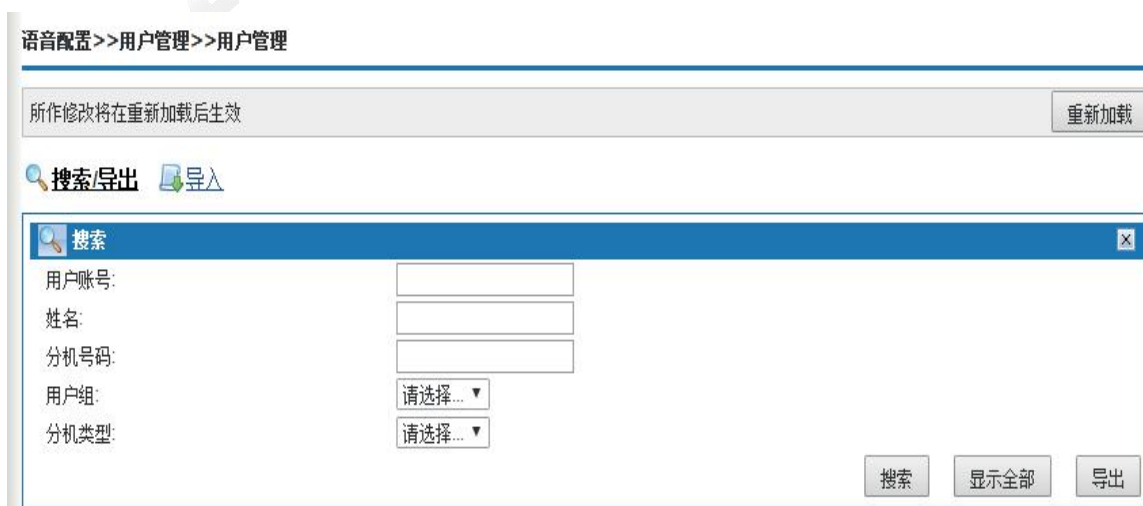 语音配置>>用户管理>>用户管理
所作修改将在重新加载后生效 重新加载
搜索/导出 导入
搜索
用户账号:
姓名:
分机号码:
用户组: 请选择...
分机类型: 请选择...
搜索 显示全部 导出